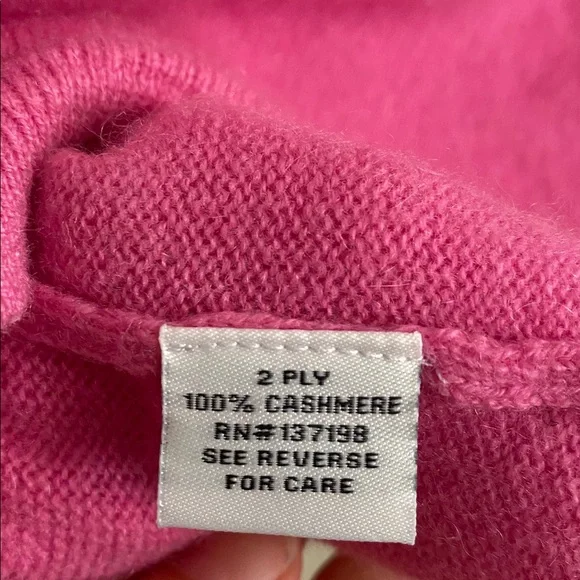 2 PLY
100% CASHMERE
RN#137198
SEE REVERSE
FOR CARE